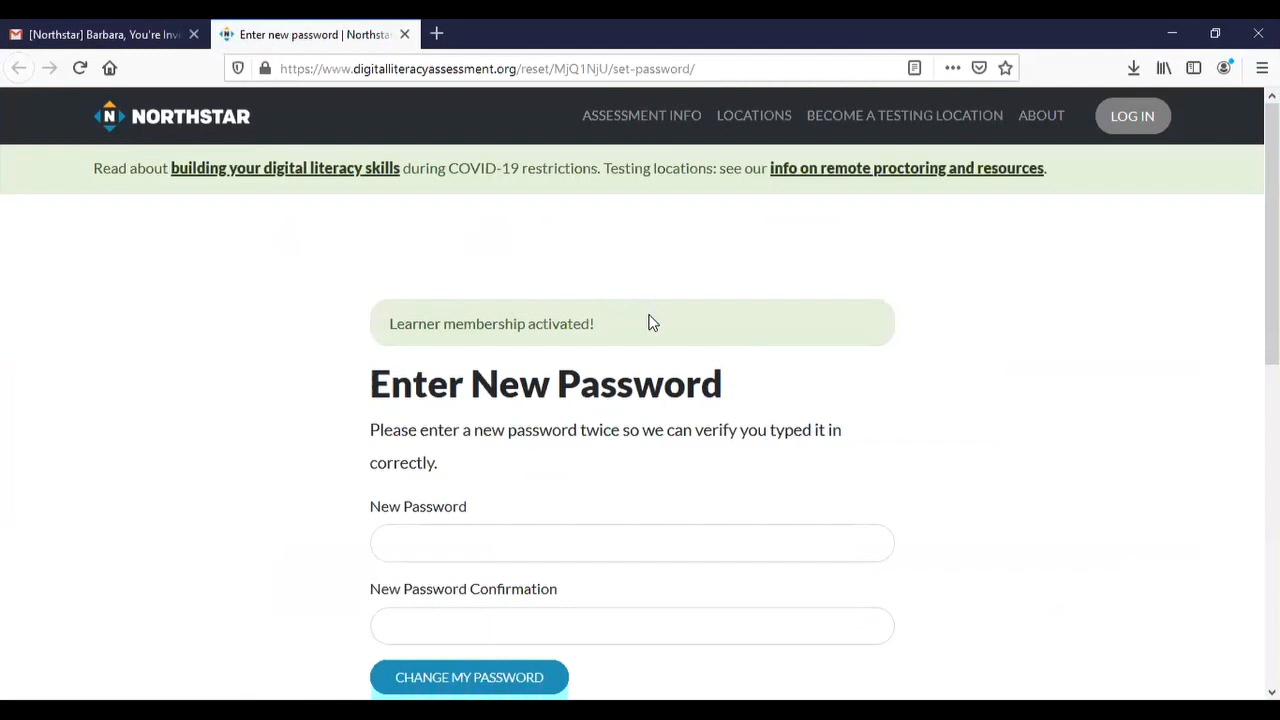 [Northstar] Barbara, You're Inv
Enter new password | Northsta
https://www.digitalliteracyassessment.org/reset/MjQ1NjU/set-password/
N NORTHSTAR
ASSESSMENT INFO
LOCATIONS
BECOME A TESTING LOCATION
ABOUT
LOG IN
Read about building your digital literacy skills during COVID-19 restrictions. Testing locations: see our info on remote proctoring and resources.
Learner membership activated!
Enter New Password
Please enter a new password twice so we can verify you typed it in
correctly.
New Password
New Password Confirmation
CHANGE MY PASSWORD